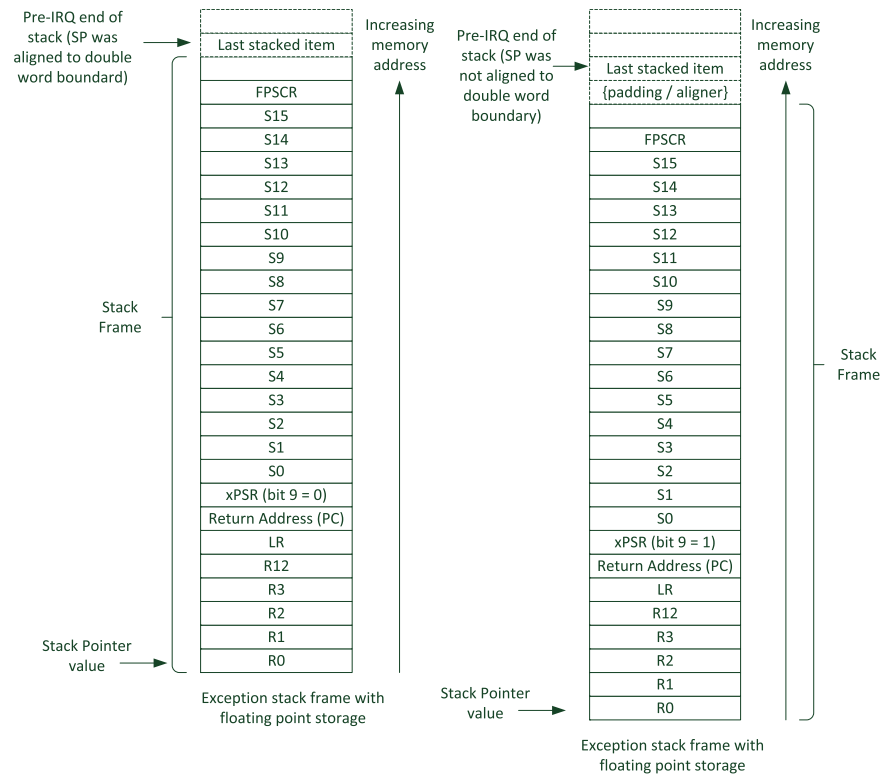 Pre-IRQ end of
stack (SP was
aligned to double
word boundard)
Last stacked item
FPSCR
S15
S14
S13
S12
S11
S10
S9
S8
S7
S6
S5
S4
S3
S2
S1
S0
xPSR (bit 9 = 0)
Return Address (PC)
LR
R12
R3
R2
R1
R0
Increasing
memory
address
Stack
Frame
Stack Pointer
value
Exception stack frame with
floating point storage
Pre-IRQ end of
stack (SP was
not aligned to
double word
boundary)
Last stacked item
{padding / aligner}
FPSCR
S15
S14
S13
S12
S11
S10
S9
S8
S7
S6
S5
S4
S3
S2
S1
S0
xPSR (bit 9 = 1)
Return Address (PC)
LR
R12
R3
R2
R1
R0
Increasing
memory
address
Stack
Frame
Stack Pointer
value
Exception stack frame with
floating point storage